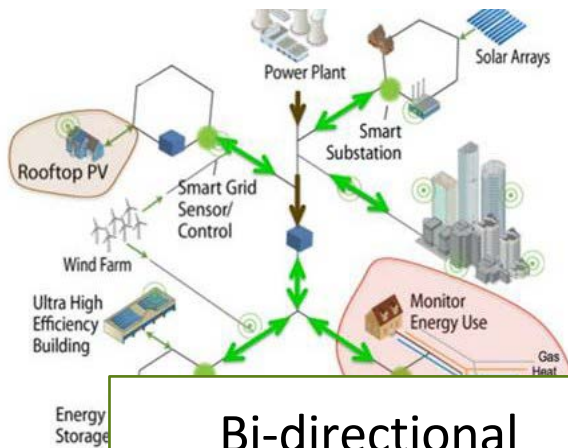 Power Plant
Solar Arrays
Smart
Substation
Rooftop PV
Smart Grid
Sensor/
Control
Wind Farm
Ultra High
Efficiency
Building
Monitor
Energy Use
Gas
Heat
Energy
Storage
Bi-directional